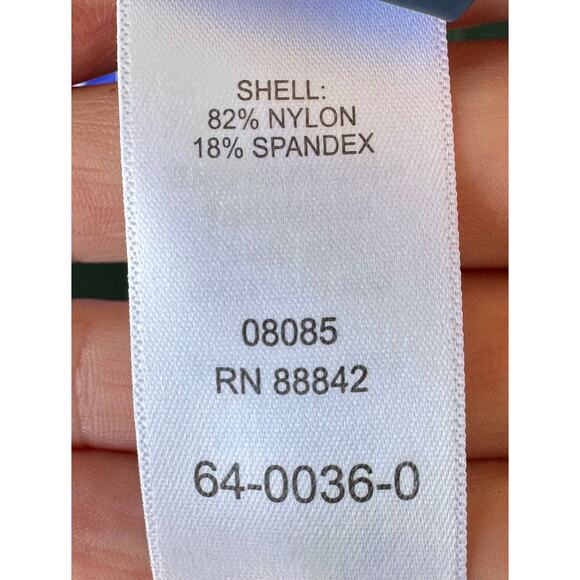 SHELL:
82% NYLON
18% SPANDEX
08085
RN 88842
64-0036-0